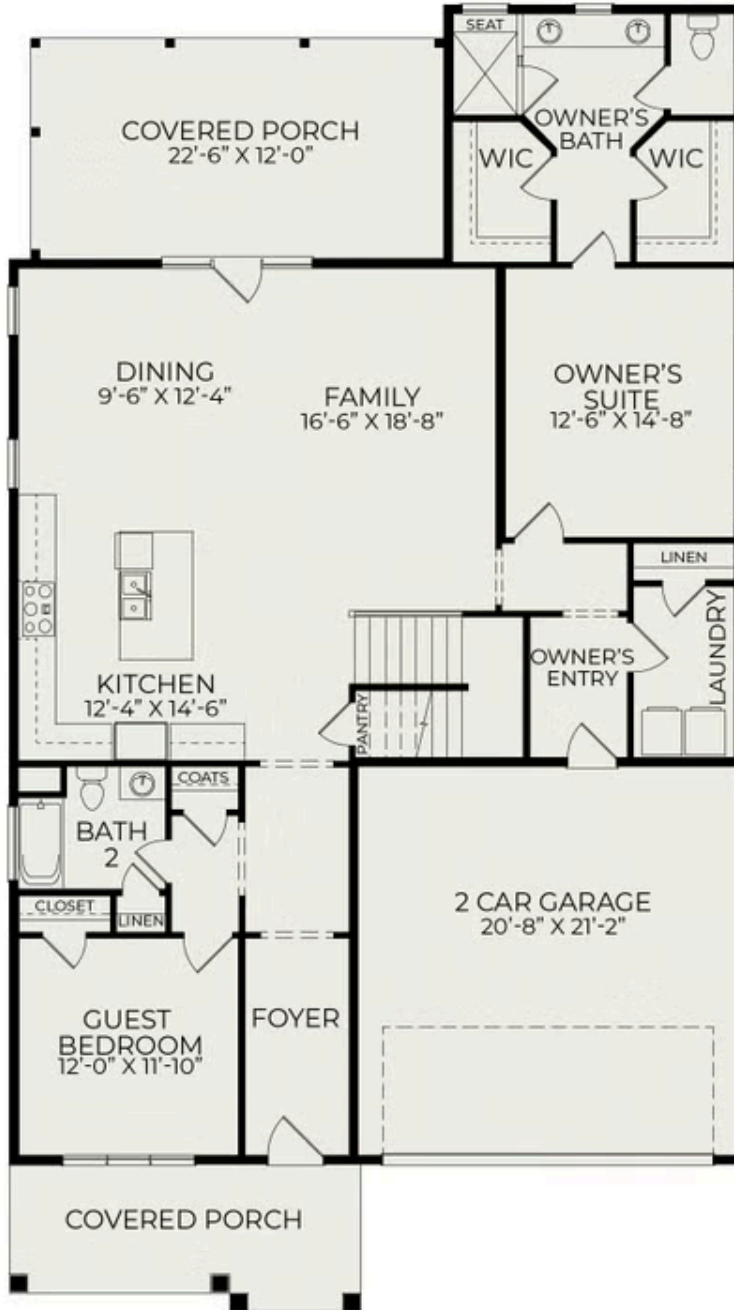 SEAT
COVERED PORCH
22'-6" X 12'-0"
OWNER'S
BATH
WIC
WIC
DINING
9'-6" X 12'-4"
FAMILY
16'-6" X 18'-8"
OWNER'S
SUITE
12'-6" X 14'-8"
LINEN
LAUNDRY
OWNER'S
ENTRY
KITCHEN
12'-4" X 14'-6"
PANTRY
COATS
BATH
2
CLOSET
LINEN
2 CAR GARAGE
20'-8" X 21'-2"
GUEST
BEDROOM
12'-0" X 11'-10"
FOYER
COVERED PORCH